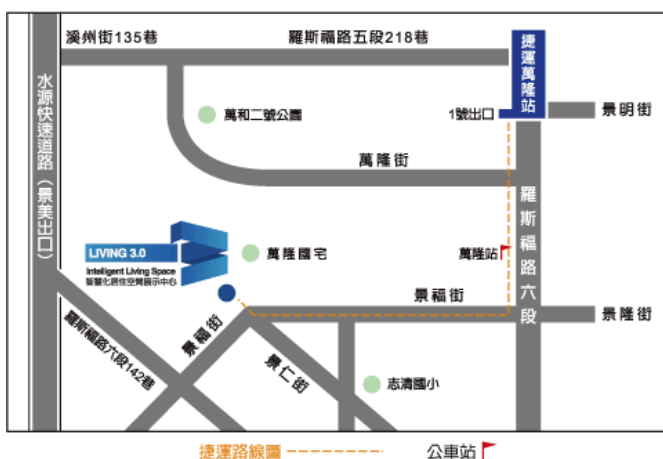 溪州街135巷
羅斯福路五段218巷
捷運萬隆站
水源快速道路（景美出口）
萬和二號公園
1號出口
景明街
萬隆街
羅斯福路六段
LIVING 3.0
Intelligent Living Space
智慧化居住空間展示中心
萬隆國宅
萬隆站
景福街
景隆街
羅斯福路六段142巷
景福街
景仁街
志清國小
捷運路線圖
公車站